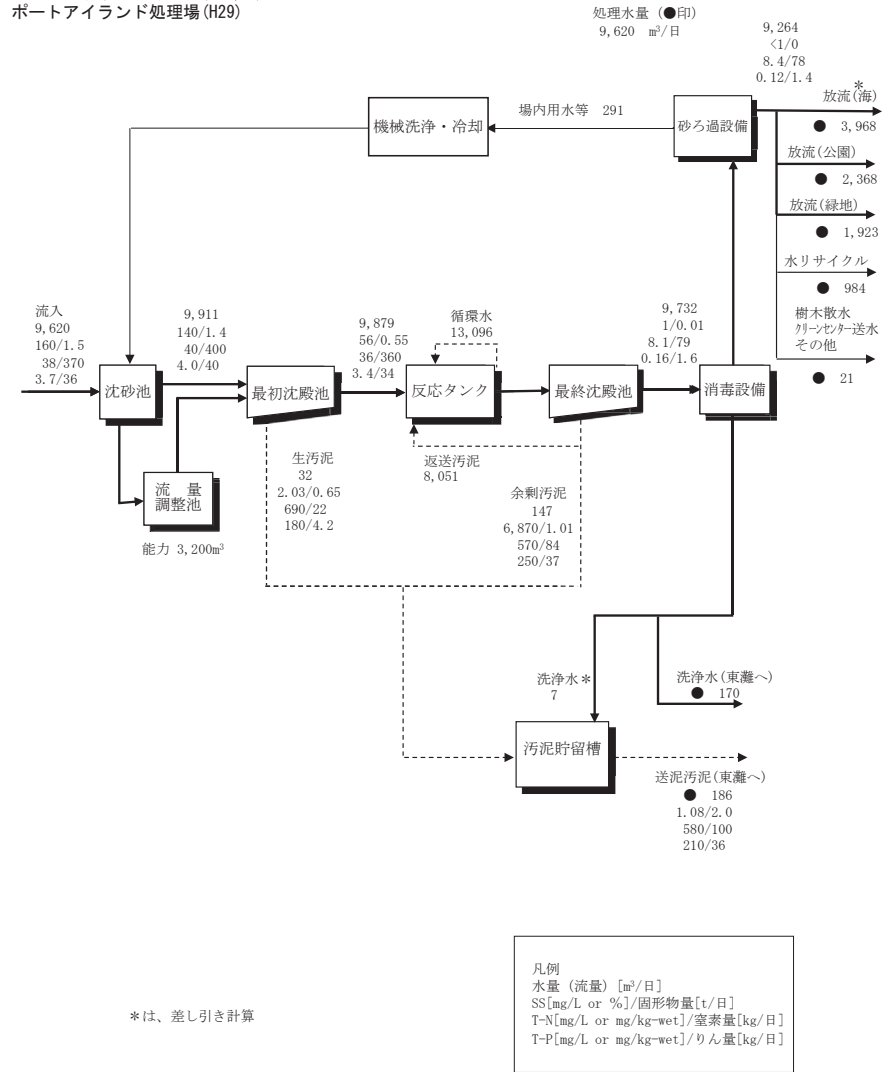 ポートアイランド処理場(H29)
処理水量 (●印)
9,620 m³/日
9,264
<1/0
8.4/78
0.12/1.4
*
放流(海)
● 3,968
放流(公園)
● 2,368
放流(緑地)
● 1,923
水リサイクル
● 984
樹木散水
クリーンセンター送水
その他
● 21
機械洗浄・冷却
場内用水等 291
砂ろ過設備
流入
9,620
160/1.5
38/370
3.7/36
沈砂池
9,911
140/1.4
40/400
4.0/40
最初沈殿池
9,879
56/0.55
36/360
3.4/34
循環水
13,096
反応タンク
最終沈殿池
9,732
1/0.01
8.1/79
0.16/1.6
消毒設備
流 量
調整池
能力 3,200m³
生汚泥
32
2.03/0.65
690/22
180/4.2
返送汚泥
8,051
余剰汚泥
147
6,870/1.01
570/84
250/37
洗浄水*
7
洗浄水(東灘へ)
● 170
汚泥貯留槽
送泥汚泥(東灘へ)
● 186
1.08/2.0
580/100
210/36
*は、差し引き計算
凡例
水量 (流量) [m³/日]
SS[mg/L or %]/固形物量[t/日]
T-N[mg/L or mg/kg-wet]/窒素量[kg/日]
T-P[mg/L or mg/kg-wet]/りん量[kg/日]